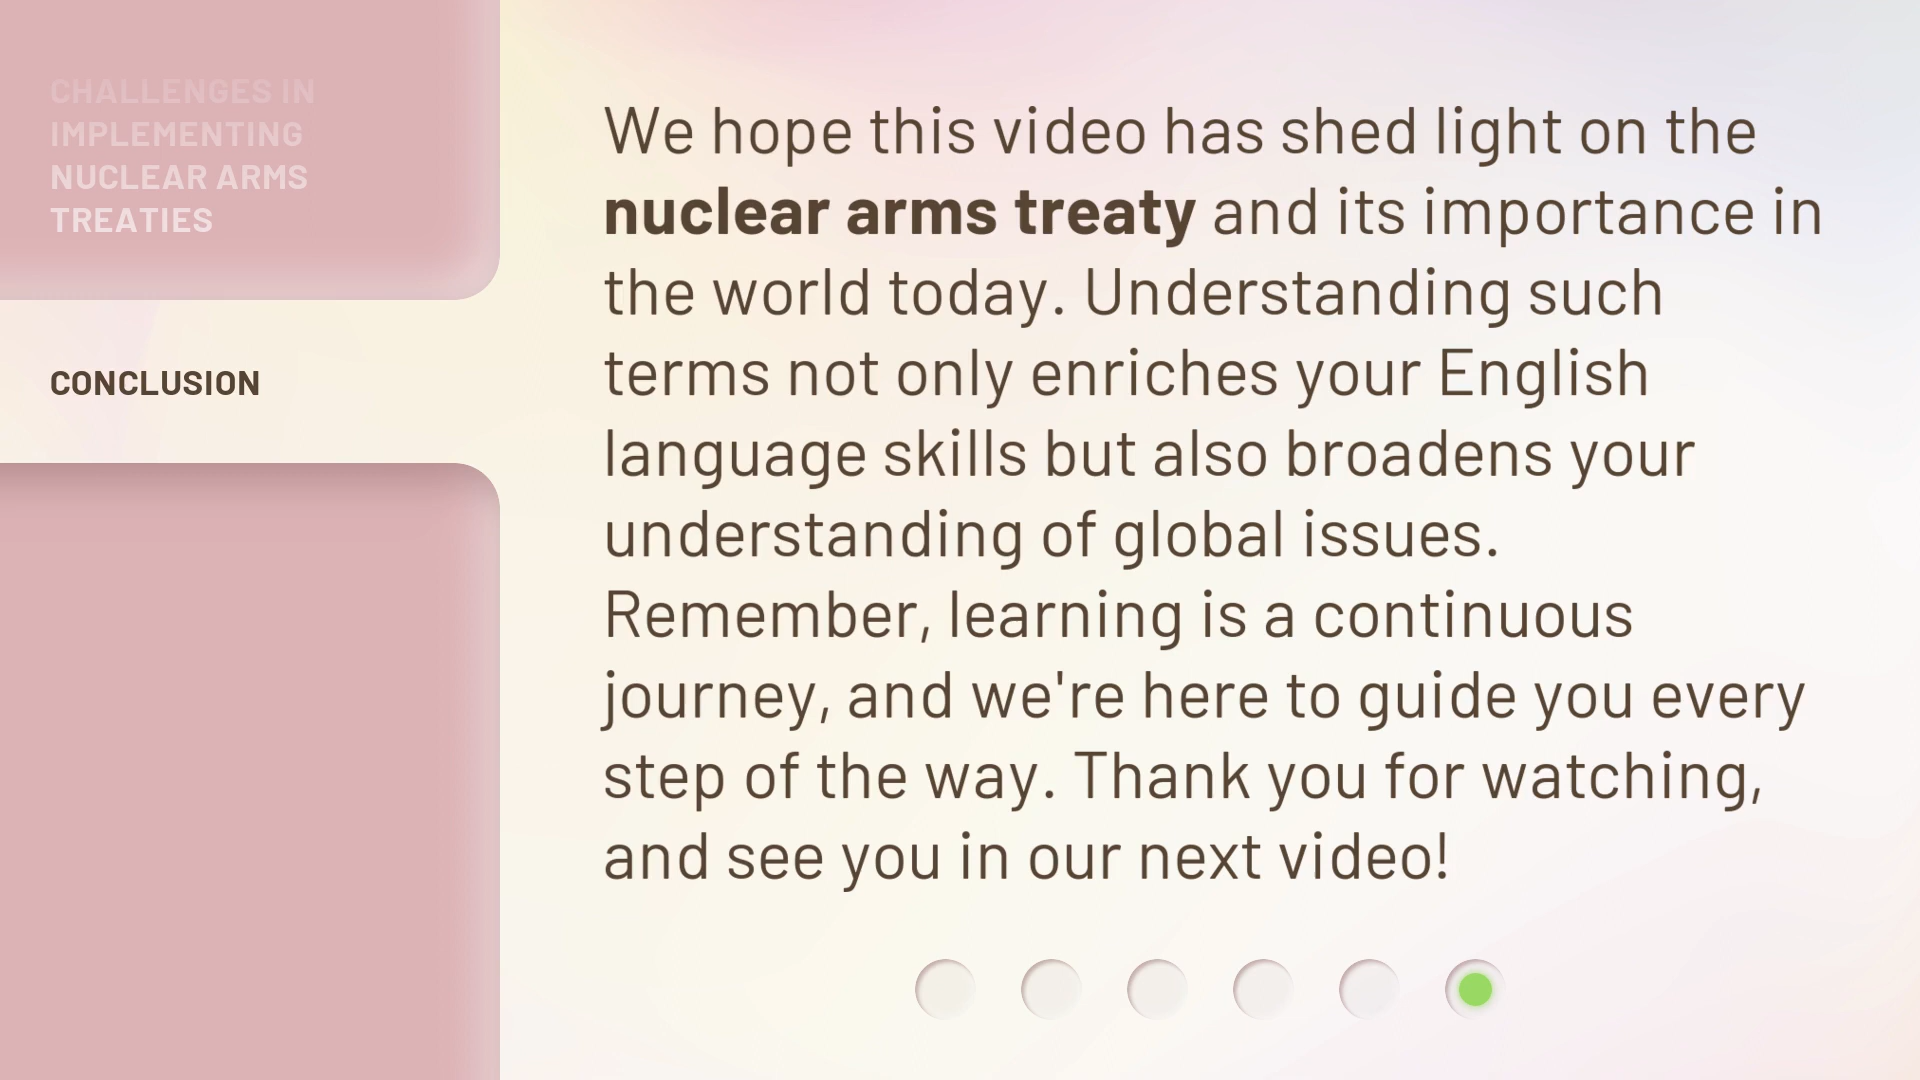 CHALLENGES IN
IMPLEMENTING
NUCLEAR ARMS
TREATIES
CONCLUSION
We hope this video has shed light on the
nuclear arms treaty and its importance in
the world today. Understanding such
terms not only enriches your English
language skills but also broadens your
understanding of global issues.
Remember, learning is a continuous
journey, and we're here to guide you every
step of the way. Thank you for watching,
and see you in our next video!